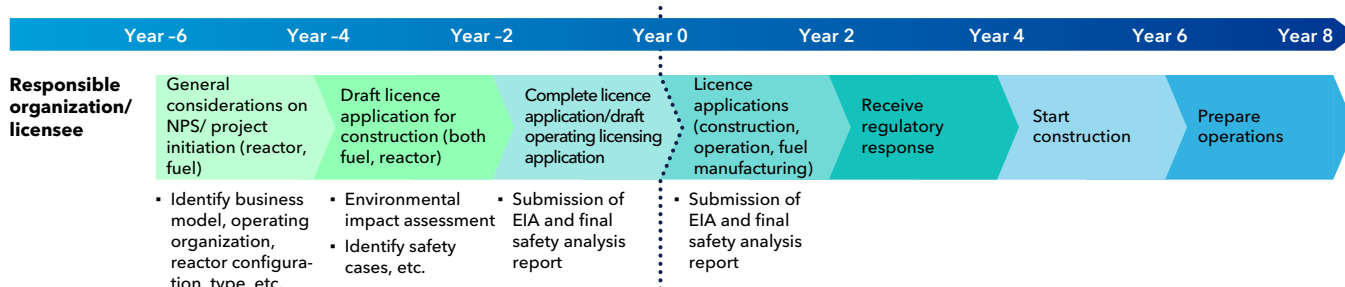 Year –6
Year –4
Year –2
Year 0
Year 2
Year 4
Year 6
Year 8
Responsible
organization/
licensee
General
considerations on
NPS/ project
initiation (reactor,
fuel)
Draft licence
application for
construction (both
fuel, reactor)
Complete licence
application/draft
operating licensing
application
Licence
applications
(construction,
operation, fuel
manufacturing)
Receive
regulatory
response
Start
construction
Prepare
operations
▪ Identify business
model, operating
organization,
reactor configura-
tion, type, etc.
▪ Environmental
impact assessment
▪ Identify safety
cases, etc.
▪ Submission of
EIA and final
safety analysis
report
▪ Submission of
EIA and final
safety analysis
report